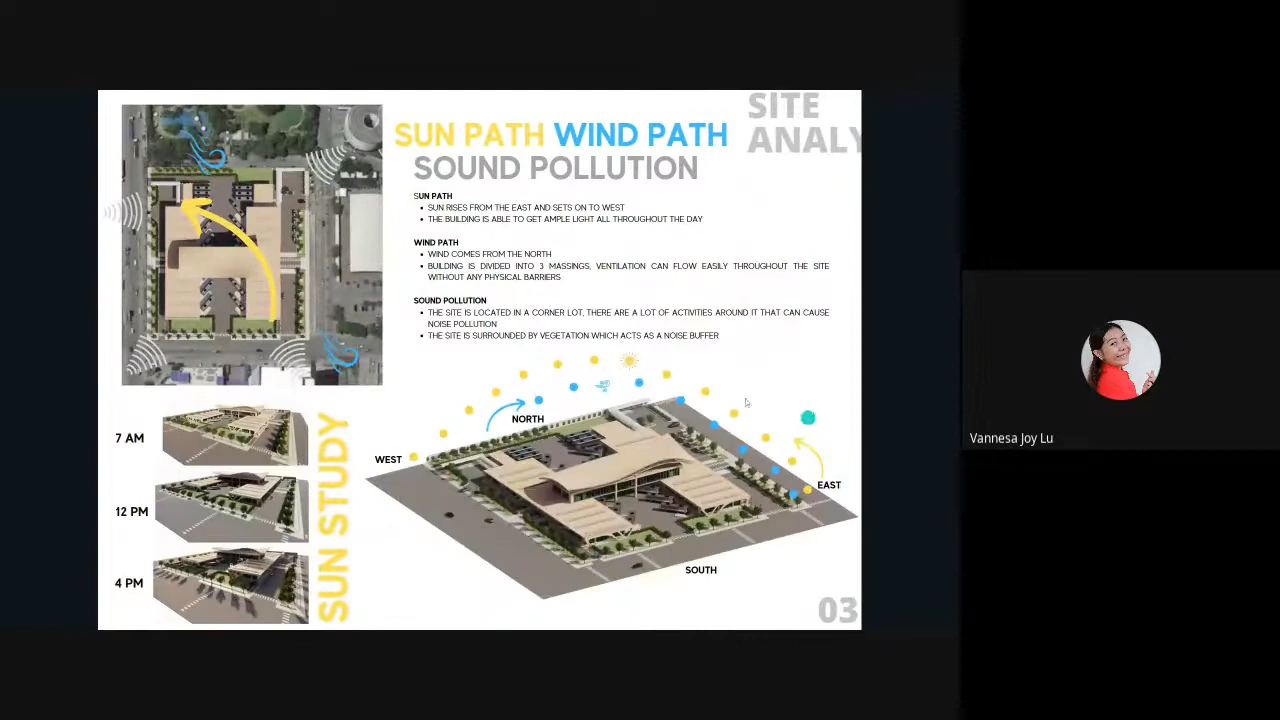 SITE
ANALY
SUN PATH WIND PATH
SOUND POLLUTION
SUN PATH
• SUN RISES FROM THE EAST AND SETS ON TO WEST
• THE BUILDING IS ABLE TO GET AMPLE LIGHT ALL THROUGHOUT THE DAY
WIND PATH
• WIND COMES FROM THE NORTH
• BUILDING IS DIVIDED INTO 3 MASSINGS, VENTILATION CAN FLOW EASILY THROUGHOUT THE SITE
WITHOUT ANY PHYSICAL BARRIERS
SOUND POLLUTION
• THE SITE IS LOCATED IN A CORNER LOT, THERE ARE A LOT OF ACTIVITIES AROUND IT THAT CAN CAUSE
NOISE POLLUTION
• THE SITE IS SURROUNDED BY VEGETATION WHICH ACTS AS A NOISE BUFFER
7 AM
12 PM
4 PM
SUN STUDY
NORTH
WEST
EAST
SOUTH
03
Vannesa Joy Lu